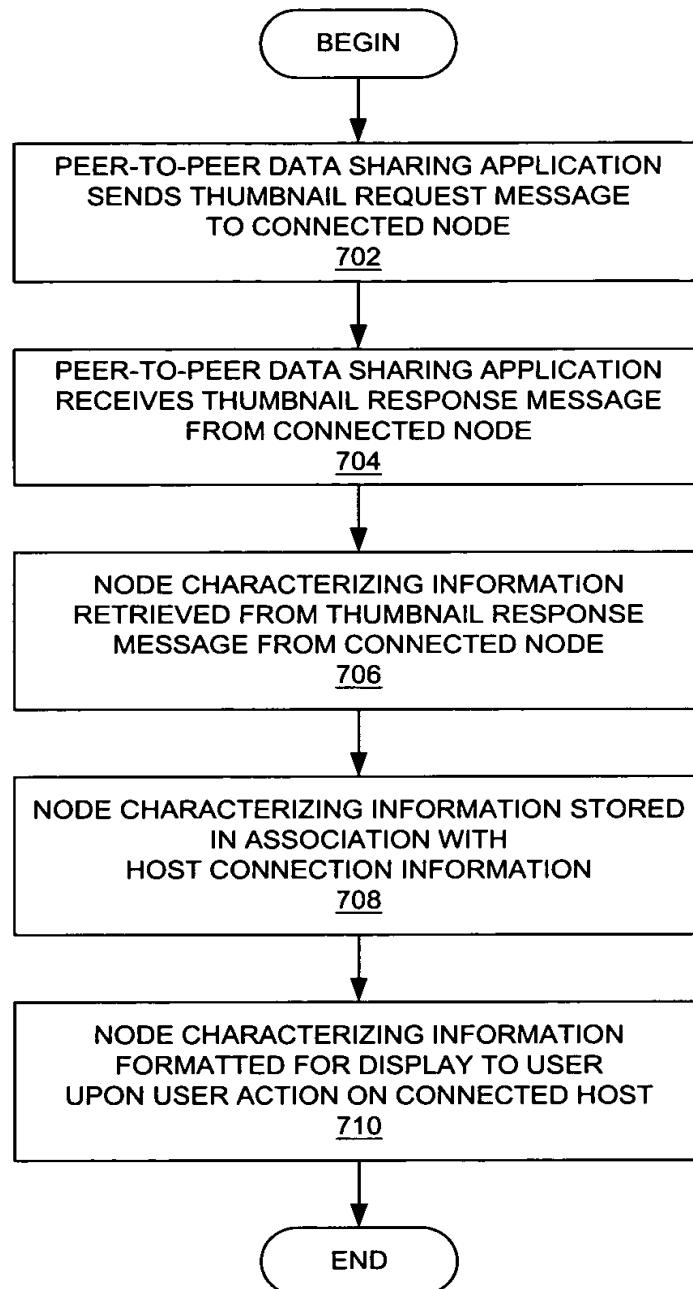 BEGIN
PEER-TO-PEER DATA SHARING APPLICATION
SENDS THUMBNAIL REQUEST MESSAGE
TO CONNECTED NODE
702
PEER-TO-PEER DATA SHARING APPLICATION
RECEIVES THUMBNAIL RESPONSE MESSAGE
FROM CONNECTED NODE
704
NODE CHARACTERIZING INFORMATION
RETRIEVED FROM THUMBNAIL RESPONSE
MESSAGE FROM CONNECTED NODE
706
NODE CHARACTERIZING INFORMATION STORED
IN ASSOCIATION WITH
HOST CONNECTION INFORMATION
708
NODE CHARACTERIZING INFORMATION
FORMATTED FOR DISPLAY TO USER
UPON USER ACTION ON CONNECTED HOST
710
END